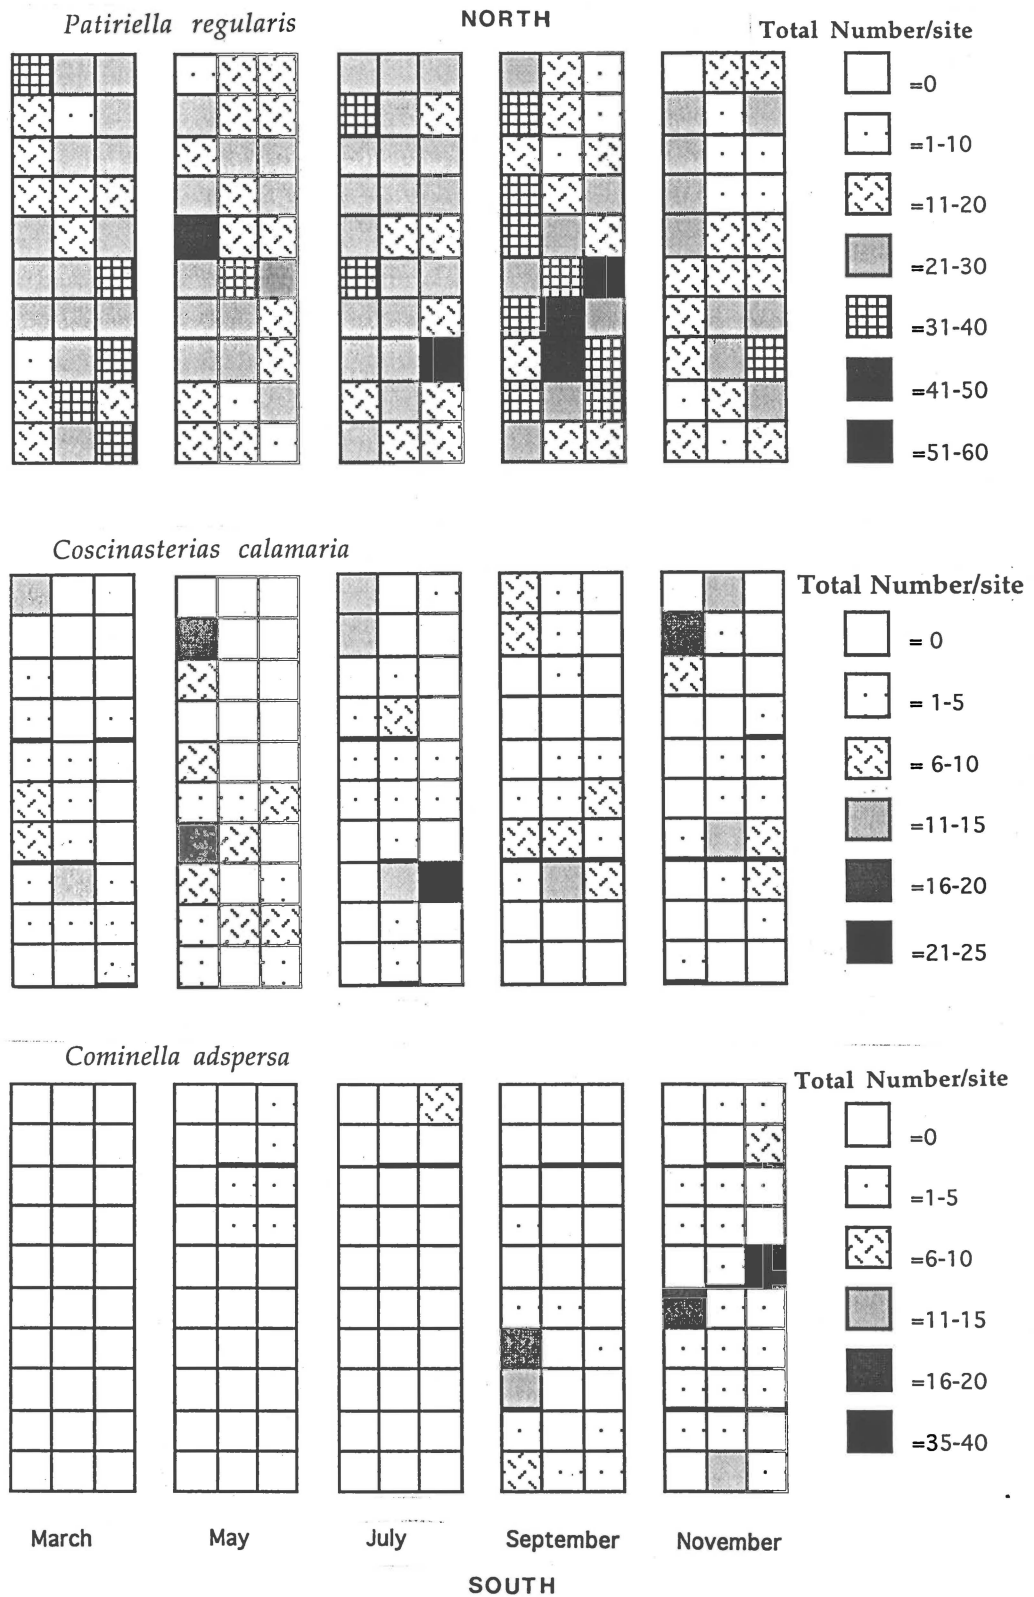 Patiriella regularis
NORTH
Total Number/site
=0
=1-10
=11-20
=21-30
=31-40
=41-50
=51-60
Coscinasterias calamaria
Total Number/site
= 0
= 1-5
= 6-10
=11-15
=16-20
=21-25
Cominella adspersa
Total Number/site
=0
=1-5
=6-10
=11-15
=16-20
=35-40
March
May
July
September
November
SOUTH